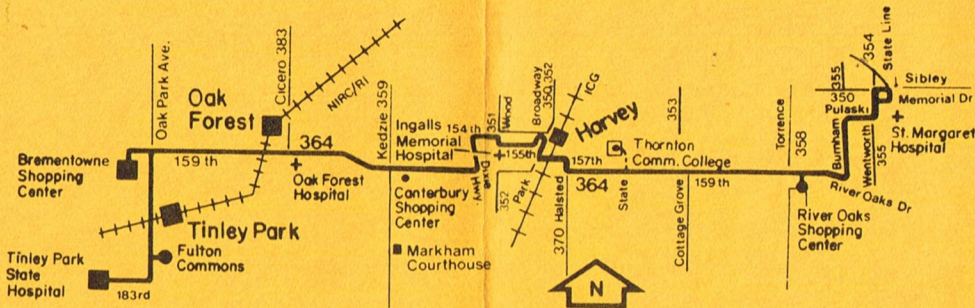 Oak Park Ave.
Cicero 383
Oak
Forest
NIRC/RI
364
159 th
Brementowne
Shopping
Center
Oak Forest
Hospital
Tinley Park
Fulton
Commons
Tinley Park
State
Hospital
183rd
Kedzie 359
Ingalls
Memorial
Hospital
154 th
351
Wood
Dixie
Hwy.
155th
352
Park
Canterbury
Shopping
Center
Markham
Courthouse
Broadway
350, 352
ICG
Harvey
157th
364
370 Halsted
Thornton
Comm. College
State
353
Cottage Grove
159 th
N
Torrence
358
River Oaks
Shopping
Center
River Oaks Dr
Burnham
355
350
Pulaski
354
State Line
Sibley
Memorial Dr
St. Margaret
Hospital
Wentworth
355